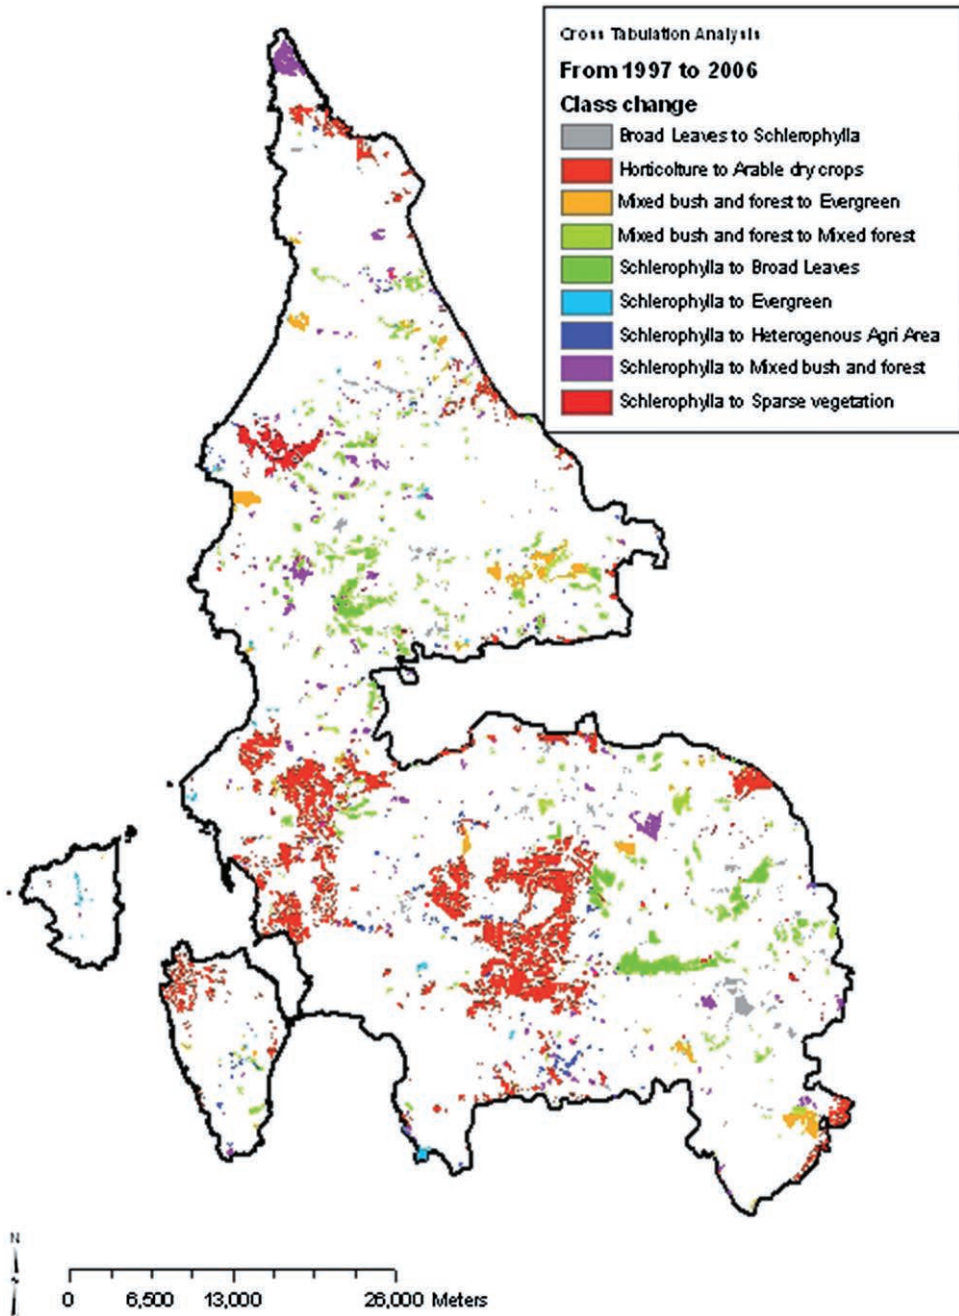 Cross Tabulation Analysis
From 1997 to 2006
Class change
Broad Leaves to Schlerophylla
Horticolture to Arable dry crops
Mixed bush and forest to Evergreen
Mixed bush and forest to Mixed forest
Schlerophylla to Broad Leaves
Schlerophylla to Evergreen
Schlerophylla to Heterogenous Agri Area
Schlerophylla to Mixed bush and forest
Schlerophylla to Sparse vegetation
N
0 6,500 13,000 26,000 Meters